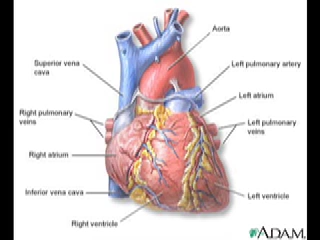 Aorta
Superior vena
cava
Left pulmonary artery
Left atrium
Right pulmonary
veins
Left pulmonary
veins
Right atrium
Inferior vena cava
Left ventricle
Right ventricle
ADAM.